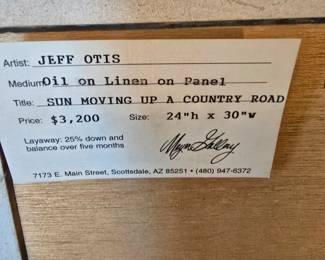 Artist: JEFF OTIS
Medium Oil on Linen on Panel
Title: SUN MOVING UP A COUNTRY ROAD
Price: $3,200 Size: 24"h x 30"w
Layaway: 25% down and
balance over five months
7173 E. Main Street, Scottsdale, AZ 85251 • (480) 947-6372